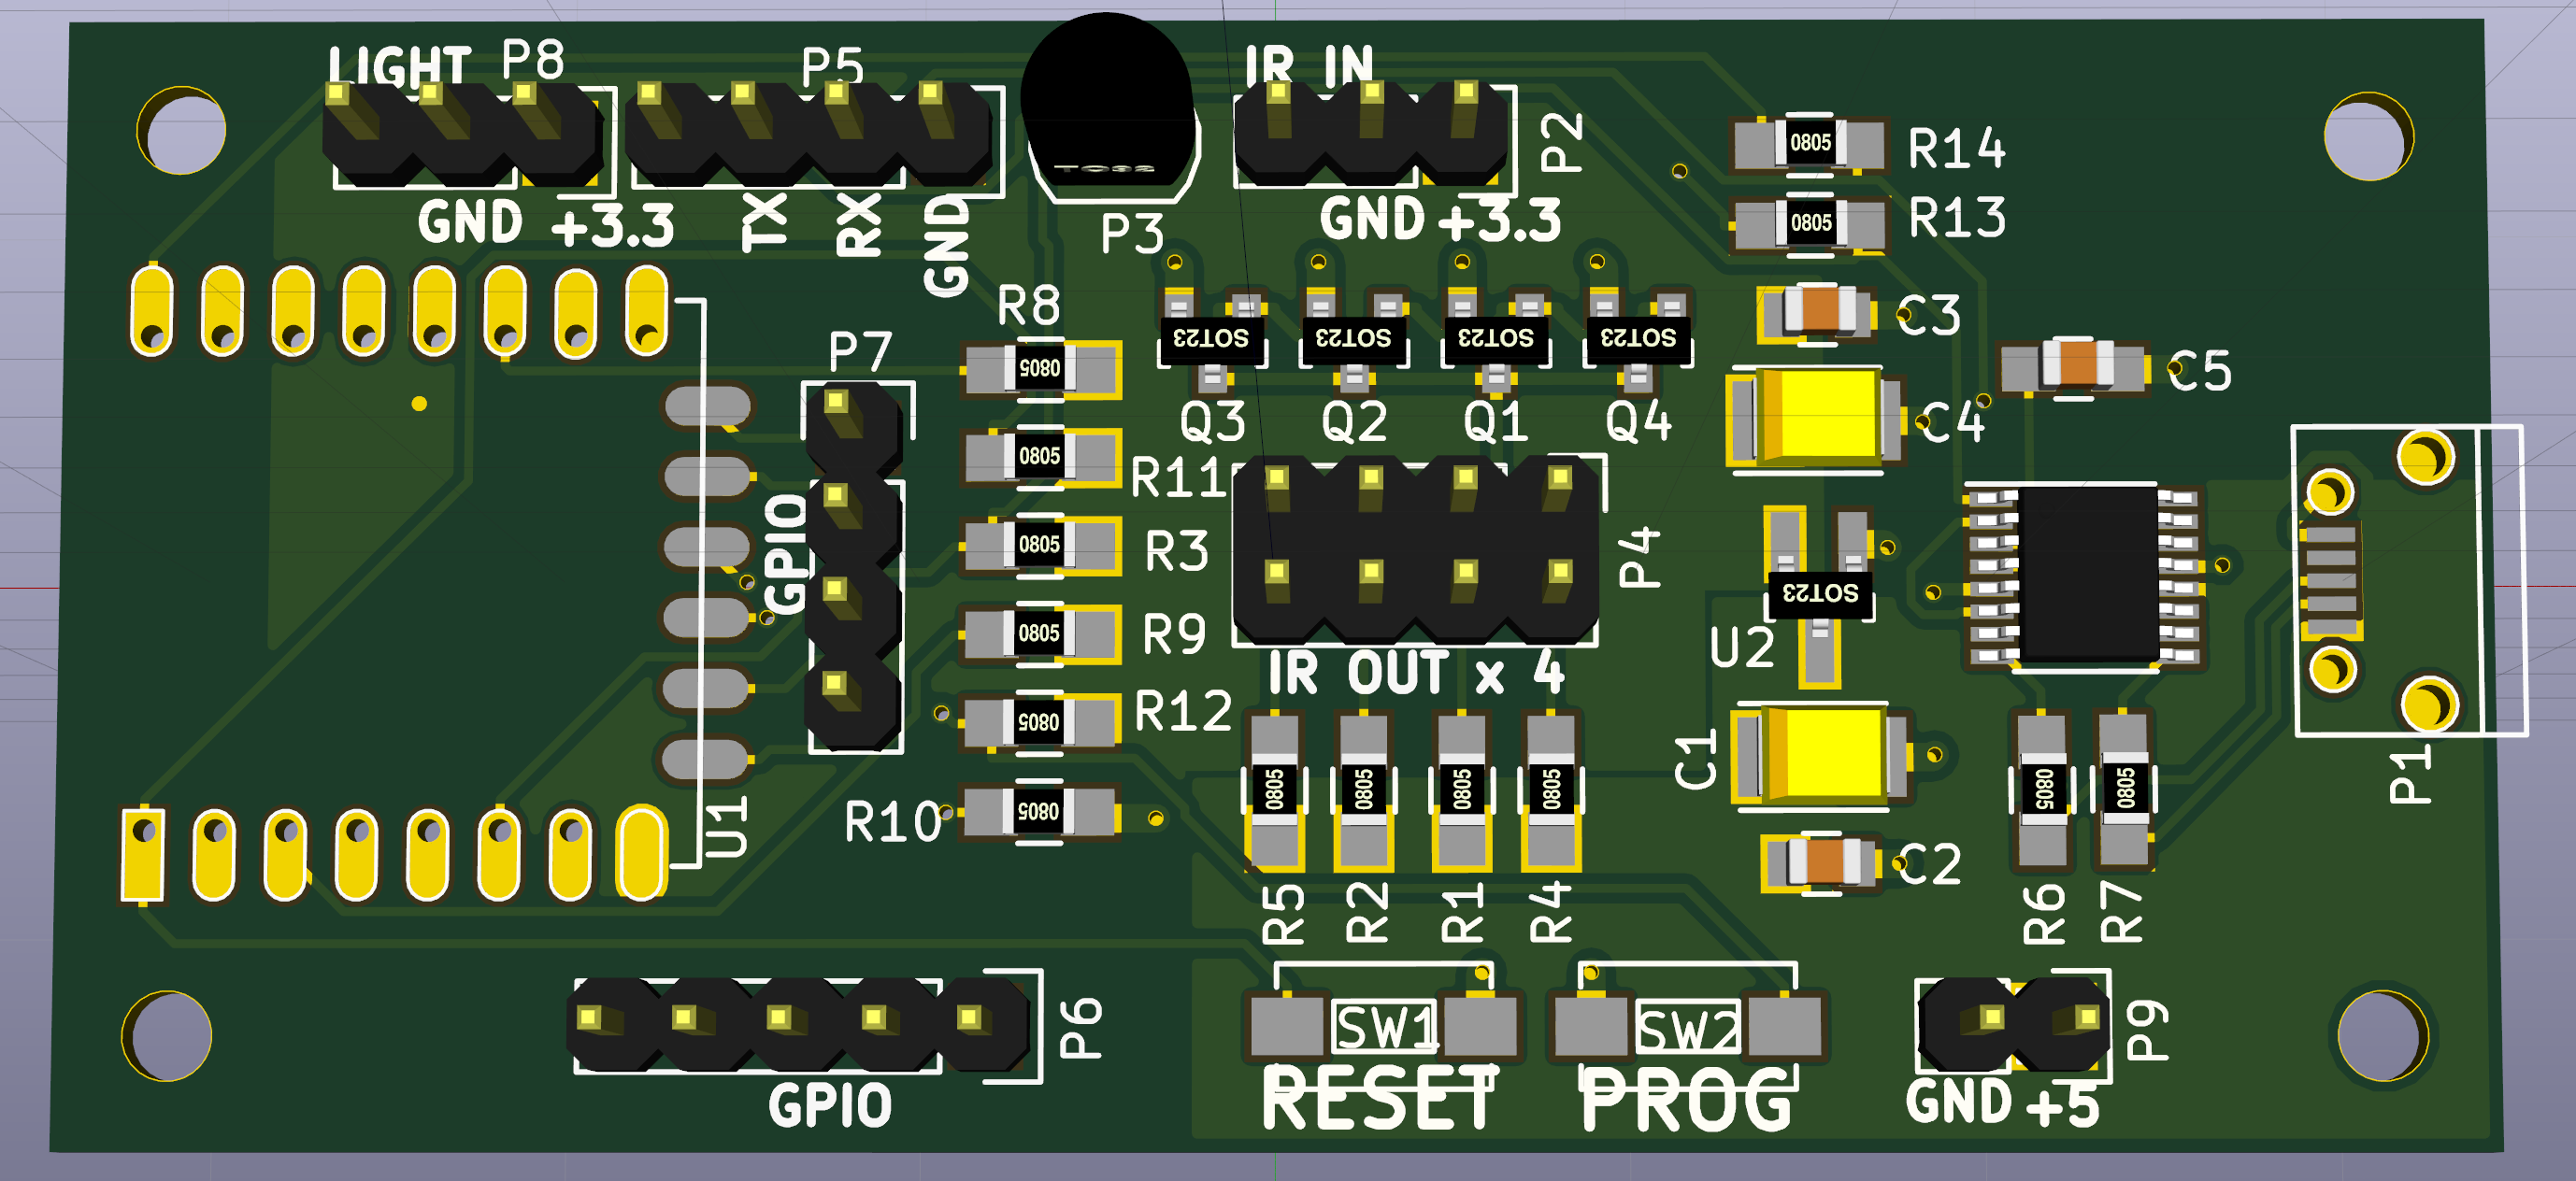 LIGHT P8
P5
IR IN
P2
GND +3.3
TX
RX
GND
TO92
P3
GND +3.3
0805
R14
0805
R13
R8
0805
SOT23
SOT23
SOT23
SOT23
Q3
Q2
Q1
Q4
C3
C4
C5
P7
GPIO
0805
R11
0805
R3
0805
R9
0805
R12
0805
R10
U1
P4
IR OUT x 4
SOT23
U2
C1
C2
0805
0805
0805
0805
R5
R2
R1
R4
0805
0805
R6
R7
P1
P6
GPIO
SW1
RESET
SW2
PROG
P9
GND +5